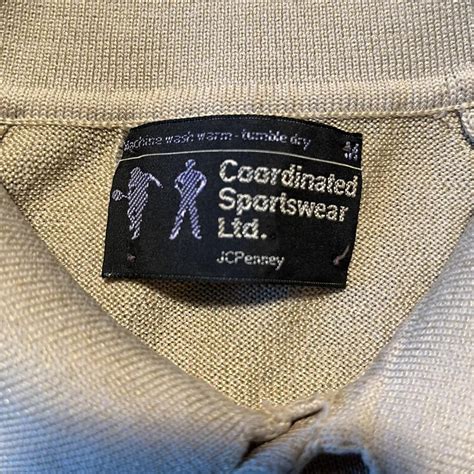 Machine wash warm - tumble dry M
Coordinated
Sportswear
Ltd.
JCPenney